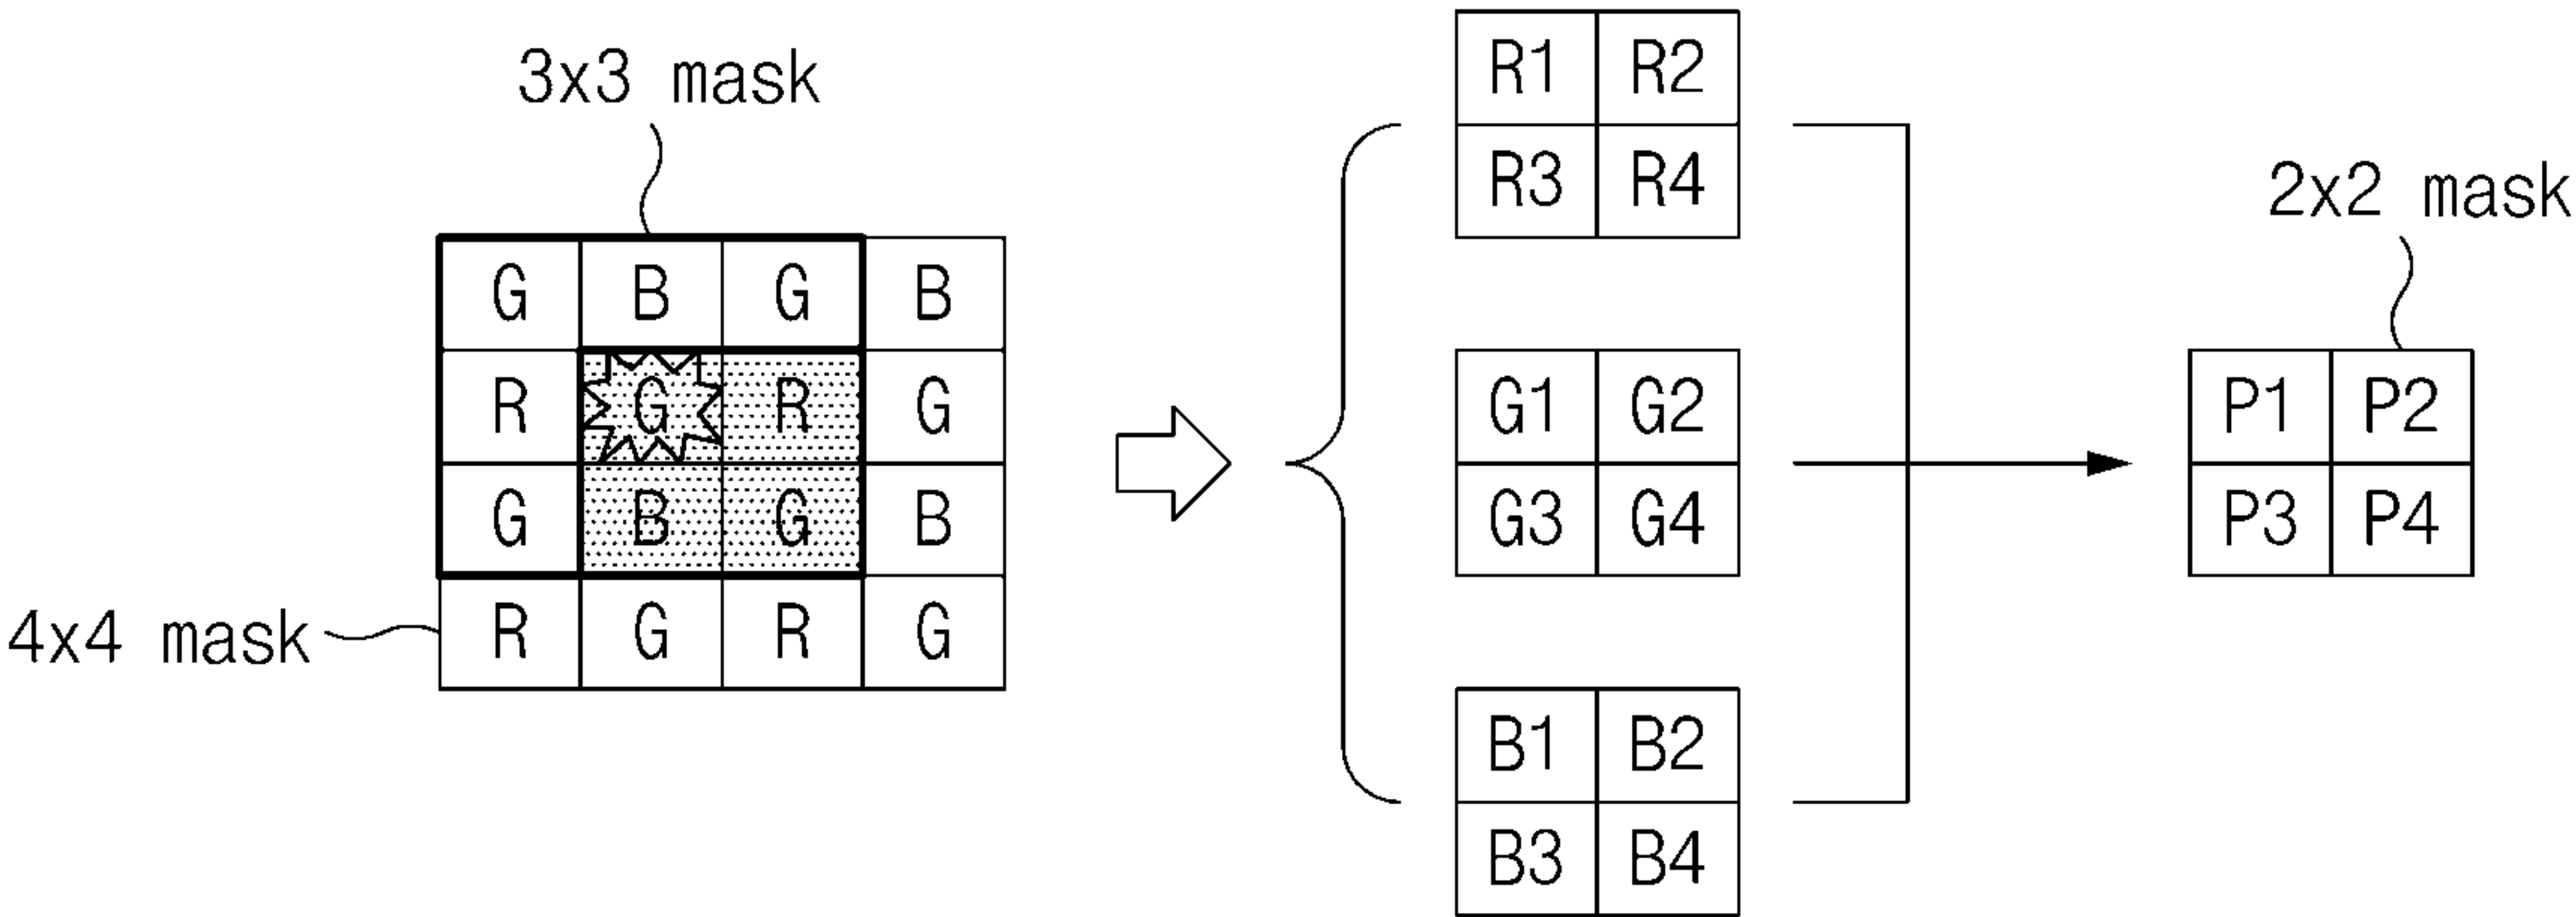 3x3 mask
G B G B
R G R G
G B G B
R G R G
4x4 mask
R1 R2
R3 R4
G1 G2
G3 G4
B1 B2
B3 B4
2x2 mask
P1 P2
P3 P4